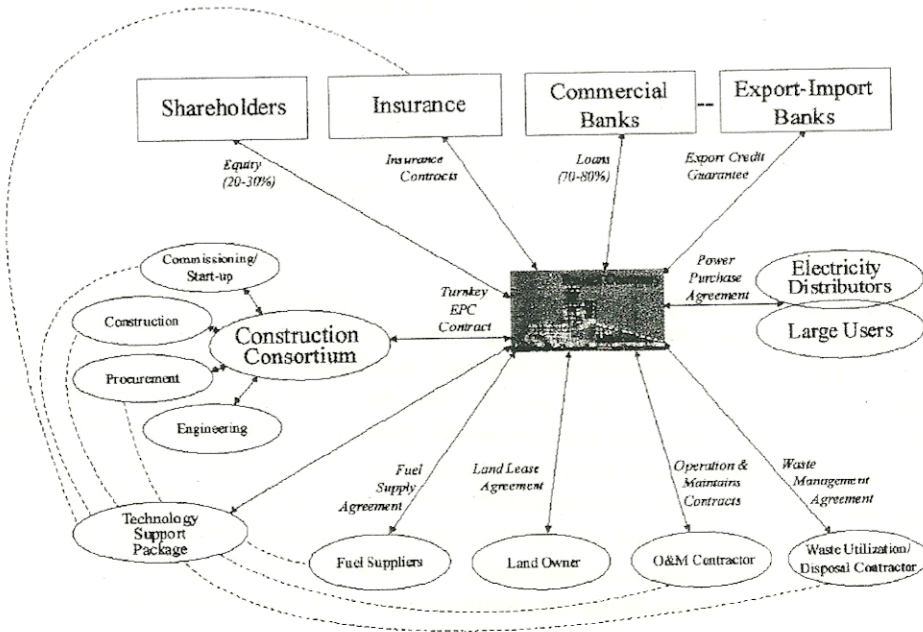 Shareholders
Insurance
Commercial
Banks
Export-Import
Banks
Equity
(20-30%)
Insurance
Contracts
Loans
(70-80%)
Export Credit
Guarantee
Commissioning/
Start-up
Construction
Procurement
Engineering
Construction
Consortium
Turnkey
EPC
Contract
Power
Purchase
Agreement
Electricity
Distributors
Large Users
Fuel
Supply
Agreement
Land Lease
Agreement
Operation &
Maintains
Contracts
Waste
Management
Agreement
Technology
Support
Package
Fuel Suppliers
Land Owner
O&M Contractor
Waste Utilization/
Disposal Contractor